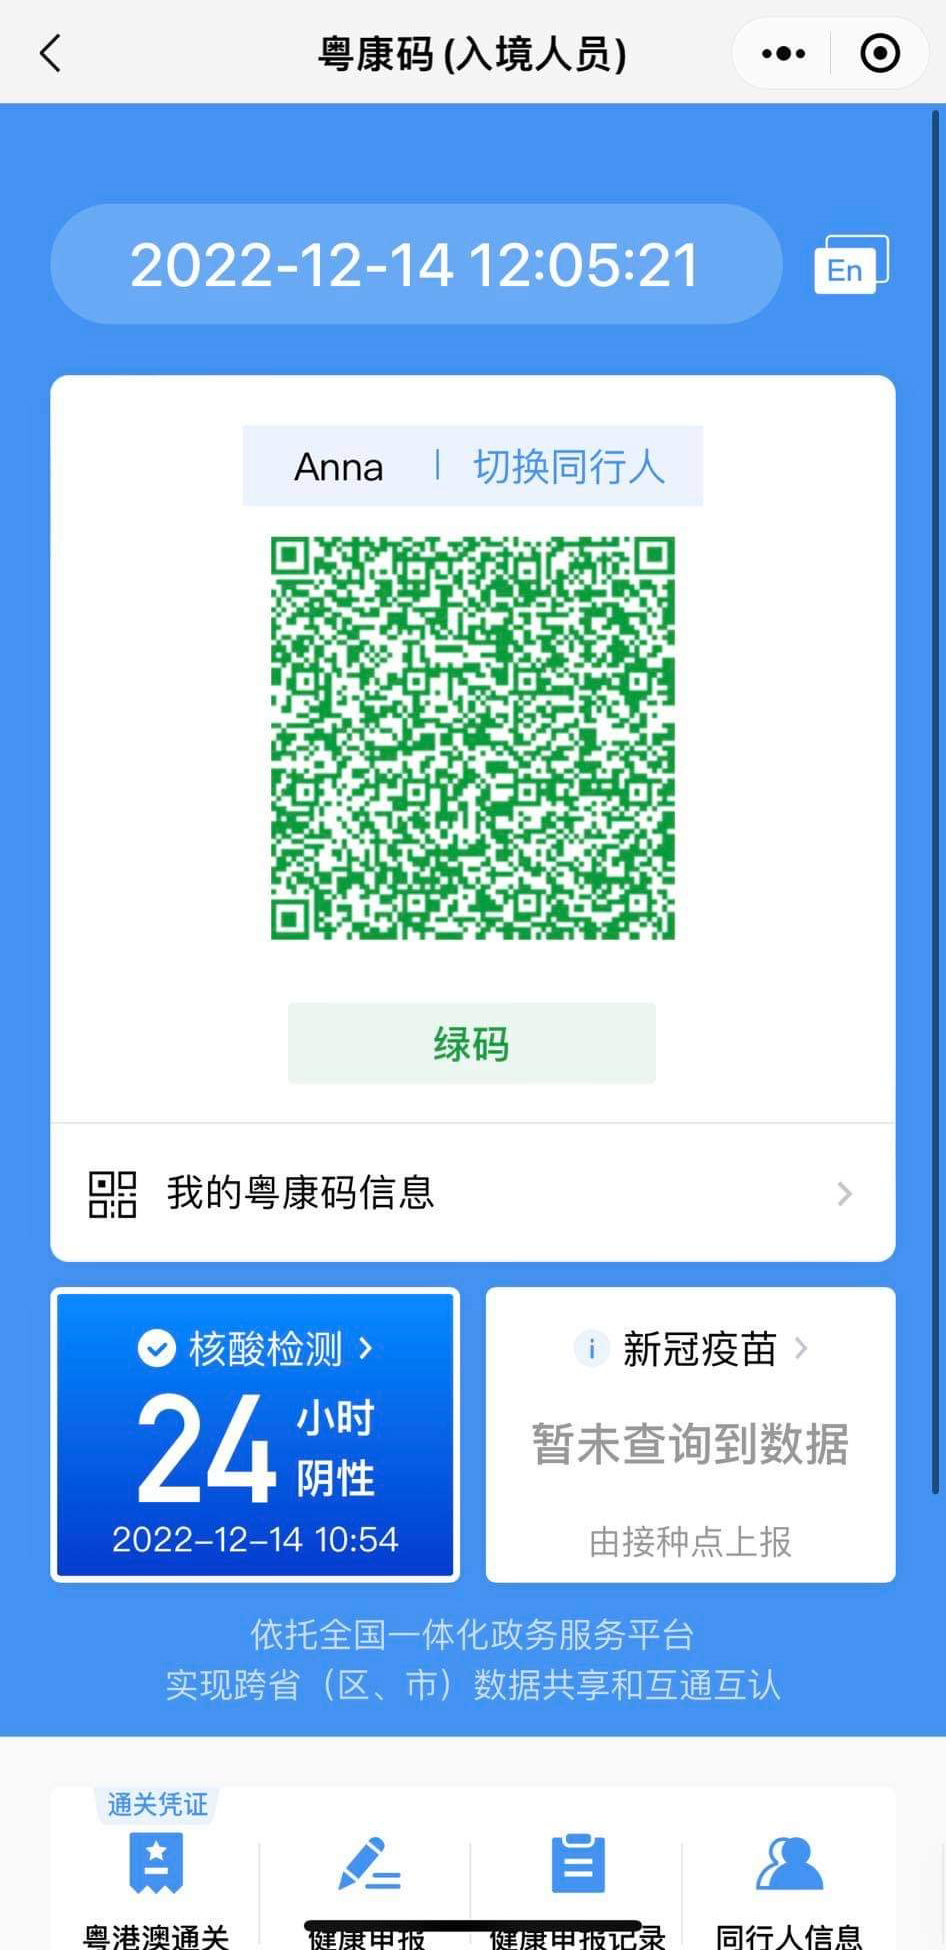 粤康码(入境人员)
2022-12-14 12:05:21
En
Anna | 切换同行人
绿码
我的粤康码信息
核酸检测
24 小时 阴性
2022-12-14 10:54
新冠疫苗
暂未查询到数据
由接种点上报
依托全国一体化政务服务平台
实现跨省（区、市）数据共享和互通互认
通关凭证
粤港澳通关 健康申报 健康申报记录 同行人信息